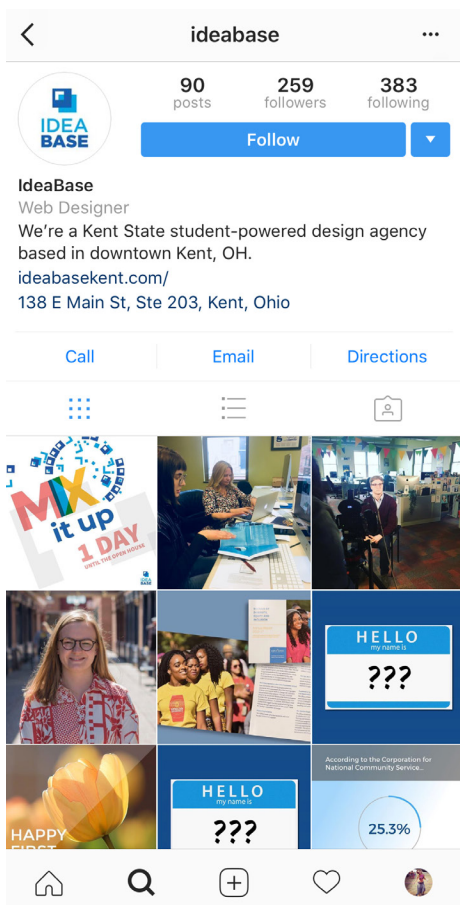 ideabase
90
259
383
posts
followers
following
IDEA
BASE
Follow
IdeaBase
Web Designer
We're a Kent State student-powered design agency
based in downtown Kent, OH.
ideabasekent.com/
138 E Main St, Ste 203, Kent, Ohio
Call
Email
Directions
MIX
it up
1 DAY
UNTIL THE OPEN HOUSE
IDEA
BASE
HELLO
my name is
???
HAPPY
FIRST
HELLO
my name is
???
According to the Corporation for
National Community Service...
25.3%